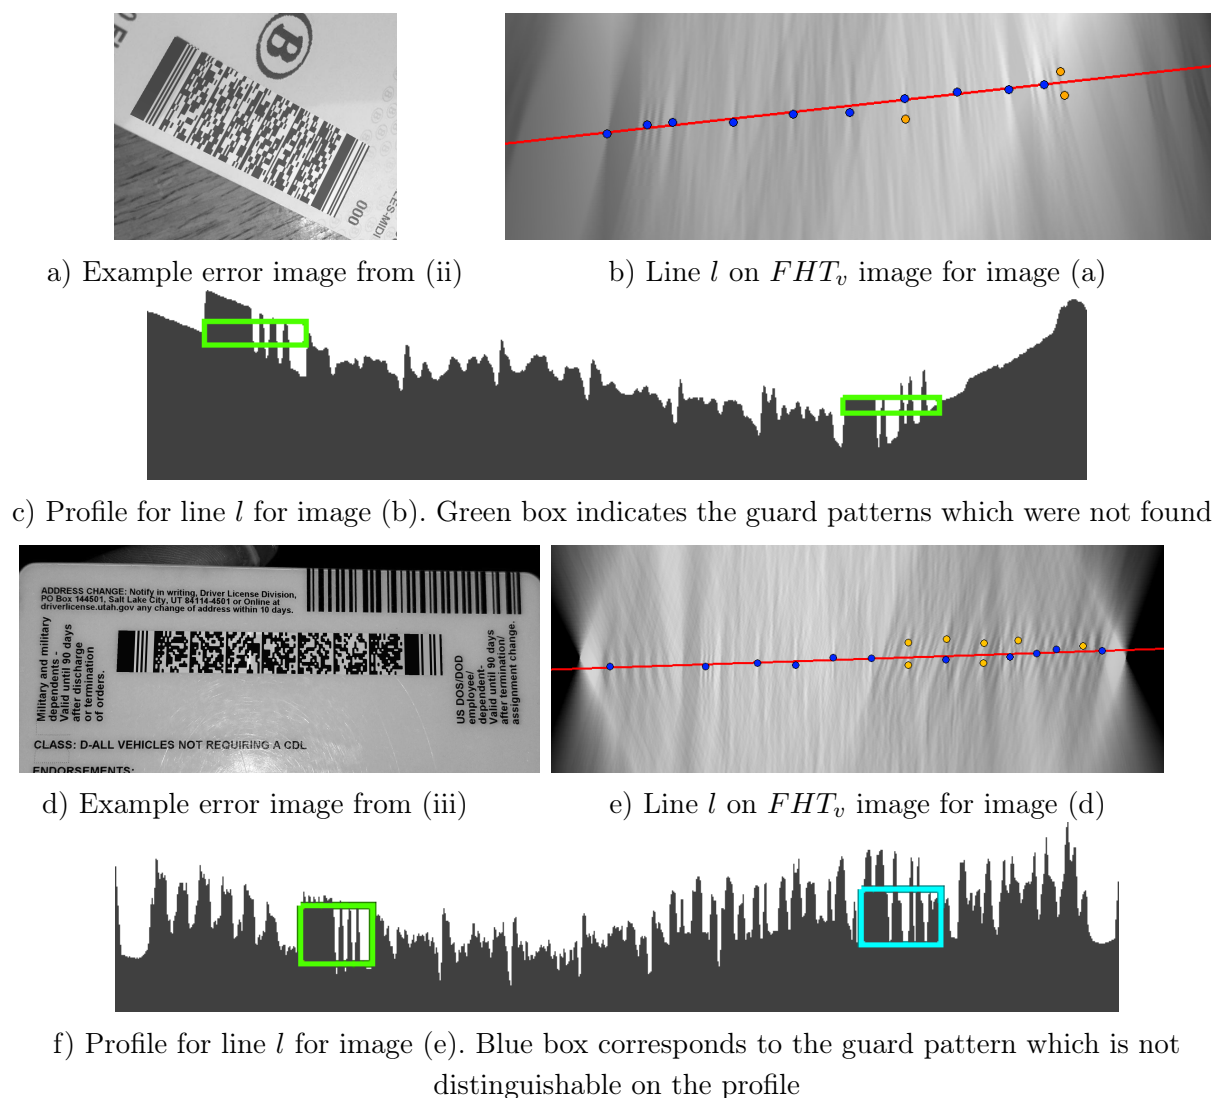 B
000
LES-MIDI
a) Example error image from (ii)
b) Line l on FHTᵥ image for image (a)
c) Profile for line l for image (b). Green box indicates the guard patterns which were not found
ADDRESS CHANGE: Notify in writing, Driver License Division,
PO Box 144501, Salt Lake City, UT 84114-4501 or Online at
driverlicense.utah.gov any change of address within 10 days.
Military and military
dependents -
Valid until 90 days
after discharge
or termination
of orders.
US DOS/DOD
employee/
dependent-
Valid until 90 days
after termination/
assignment change.
CLASS: D-ALL VEHICLES NOT REQUIRING A CDL
ENDORSEMENTS:
d) Example error image from (iii)
e) Line l on FHTᵥ image for image (d)
f) Profile for line l for image (e). Blue box corresponds to the guard pattern which is not
distinguishable on the profile